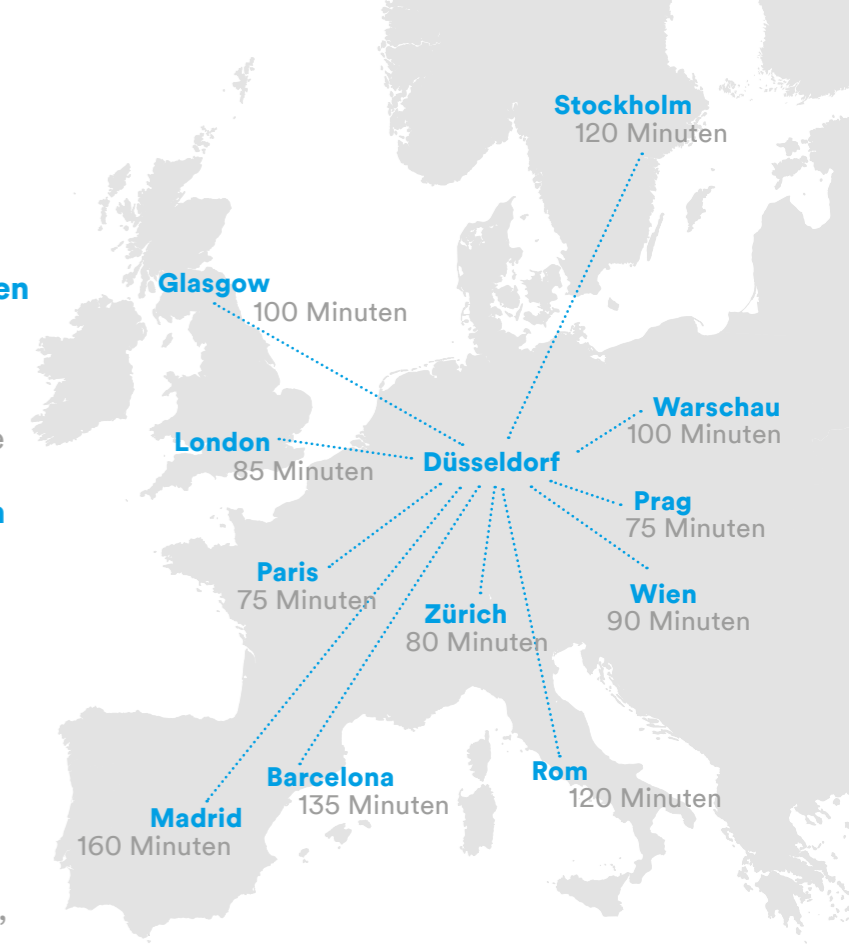 Stockholm
120 Minuten
Glasgow
en
100 Minuten
Warschau
100 Minuten
e
London
85 Minuten
Düsseldorf
Prag
75 Minuten
Paris
75 Minuten
Zürich
80 Minuten
Wien
90 Minuten
Barcelona
135 Minuten
Rom
120 Minuten
Madrid
160 Minuten
,